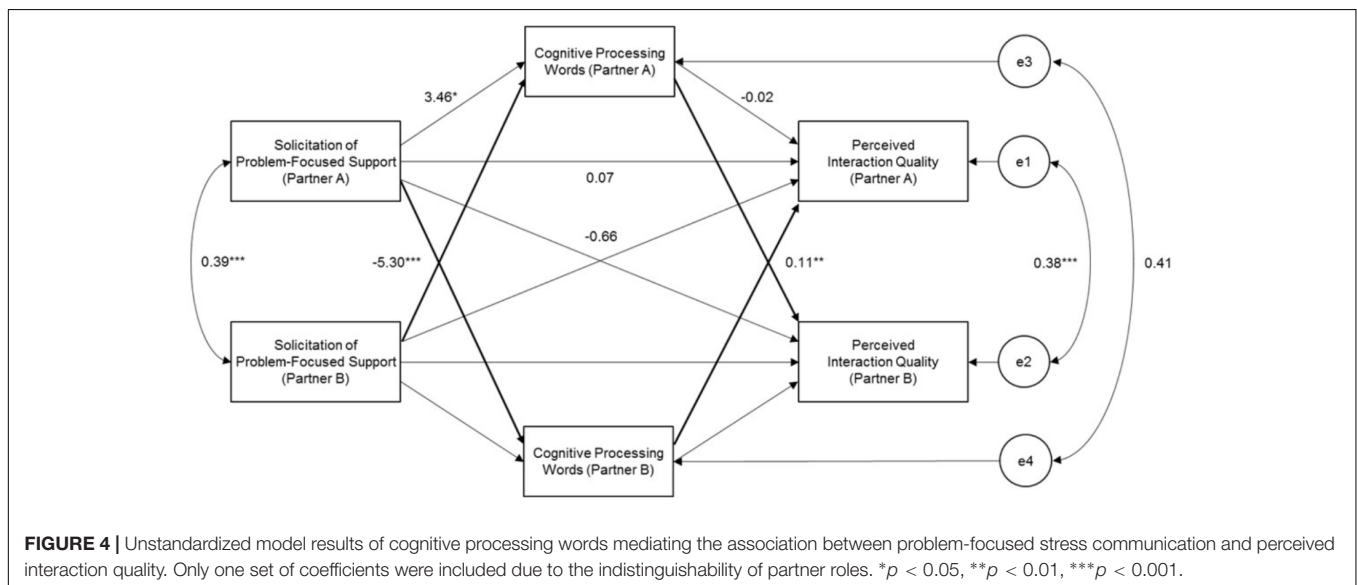 Cognitive Processing
Words (Partner A)
e3
3.46*
-0.02
Solicitation of
Problem-Focused Support
(Partner A)
Perceived
Interaction Quality
(Partner A)
e1
0.07
0.39***
-5.30***
-0.66
0.11**
0.38***
0.41
Solicitation of
Problem-Focused Support
(Partner B)
Perceived
Interaction Quality
(Partner B)
e2
Cognitive Processing
Words (Partner B)
e4
FIGURE 4 | Unstandardized model results of cognitive processing words mediating the association between problem-focused stress communication and perceived
interaction quality. Only one set of coefficients were included due to the indistinguishability of partner roles. *p < 0.05, **p < 0.01, ***p < 0.001.